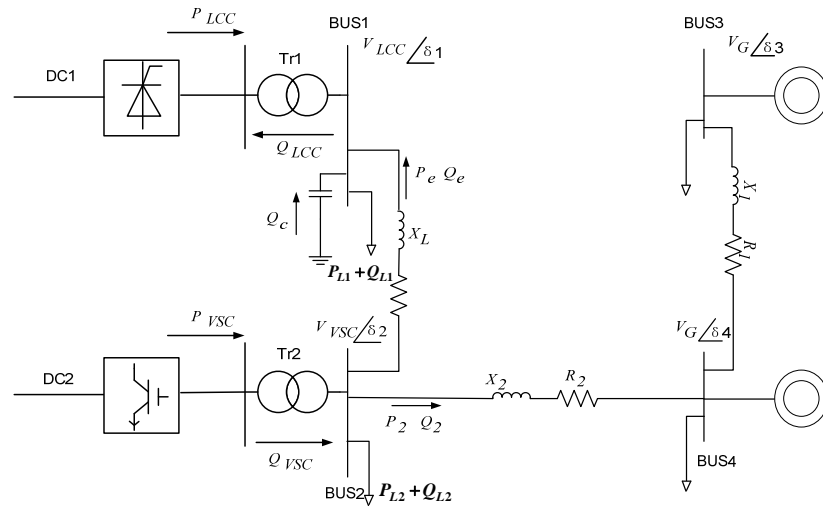 P LCC
BUS1
BUS3
V LCC∠δ1
V G∠δ3
Tr1
DC1
Q LCC
P e Q e
X 1
Q c
X L
R 1
P L1 + Q L1
P VSC
V VSC∠δ2
V G∠δ4
Tr2
DC2
X 2
R 2
P 2 Q 2
Q VSC
BUS4
BUS2
P L2 + Q L2